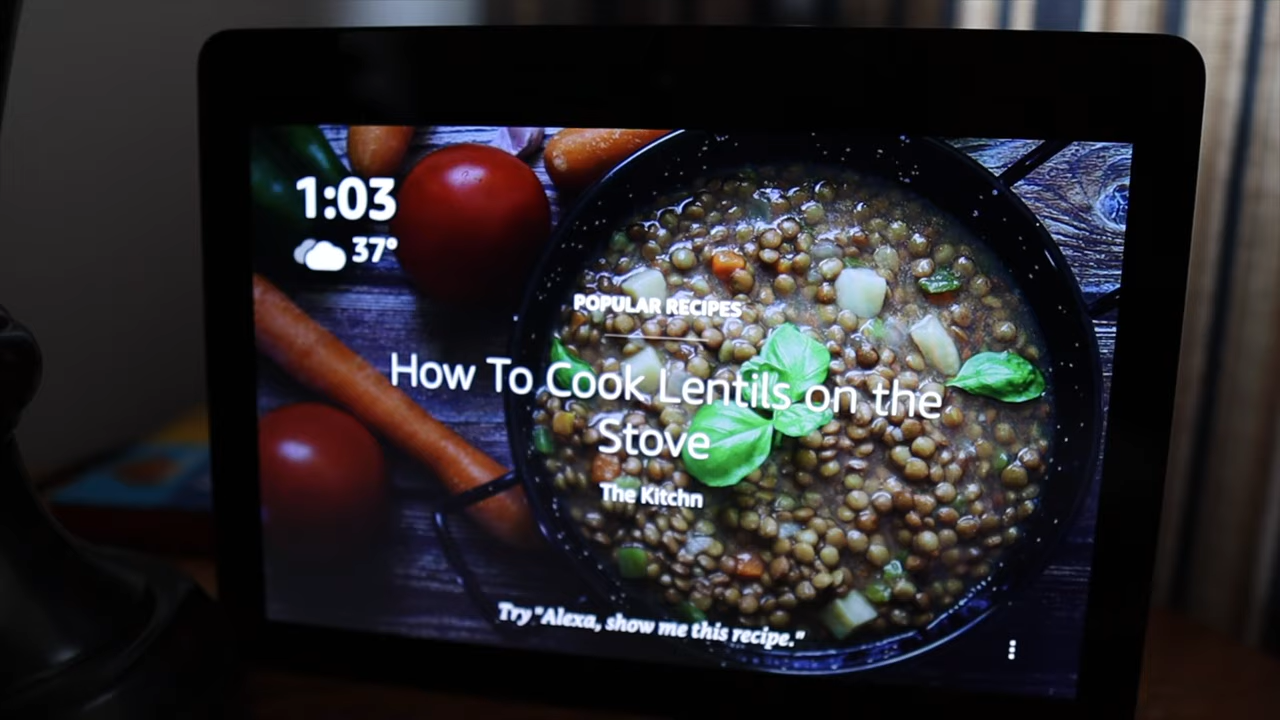 1:03
37°
POPULAR RECIPES
How To Cook Lentils on the
Stove
The Kitchn
Try "Alexa, show me this recipe."